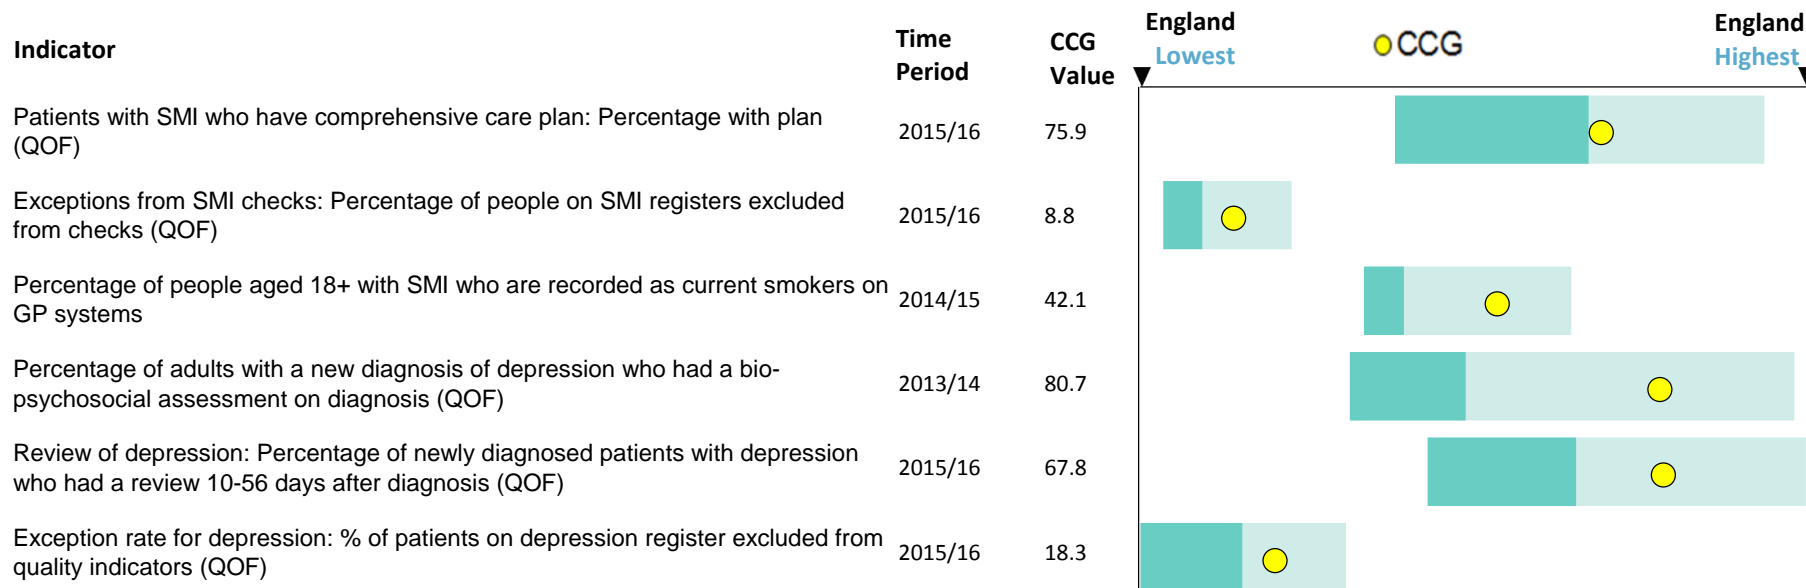 Indicator
Time
Period
CCG
Value
England
Lowest
CCG
England
Highest
Patients with SMI who have comprehensive care plan: Percentage with plan
(QOF)
2015/16
75.9
Exceptions from SMI checks: Percentage of people on SMI registers excluded
from checks (QOF)
2015/16
8.8
Percentage of people aged 18+ with SMI who are recorded as current smokers on
GP systems
2014/15
42.1
Percentage of adults with a new diagnosis of depression who had a bio-
psychosocial assessment on diagnosis (QOF)
2013/14
80.7
Review of depression: Percentage of newly diagnosed patients with depression
who had a review 10-56 days after diagnosis (QOF)
2015/16
67.8
Exception rate for depression: % of patients on depression register excluded from
quality indicators (QOF)
2015/16
18.3